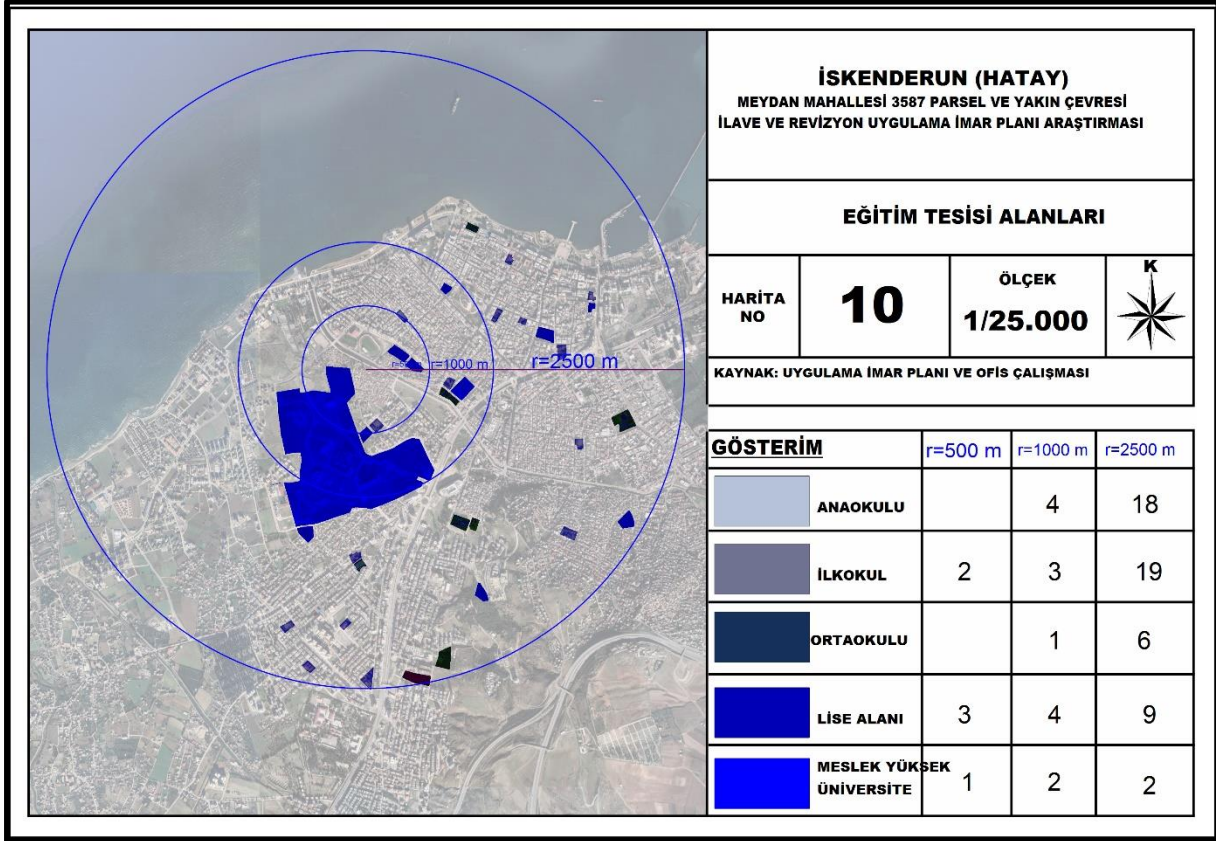 İSKENDERUN (HATAY)
MEYDAN MAHALLESİ 3587 PARSEL VE YAKIN ÇEVRESİ
İLAVE VE REVİZYON UYGULAMA İMAR PLANI ARAŞTIRMASI
EĞİTİM TESİSİ ALANLARI
HARİTA
NO
10
ÖLÇEK
1/25.000
K
KAYNAK: UYGULAMA İMAR PLANI VE OFİS ÇALIŞMASI
r=1000 m
r=2500 m
GÖSTERİM r=500 m r=1000 m r=2500 m
ANAOKULU 4 18
İLKOKUL 2 3 19
ORTAOKULU 1 6
LİSE ALANI 3 4 9
MESLEK YÜKSEK
ÜNİVERSİTE 1 2 2